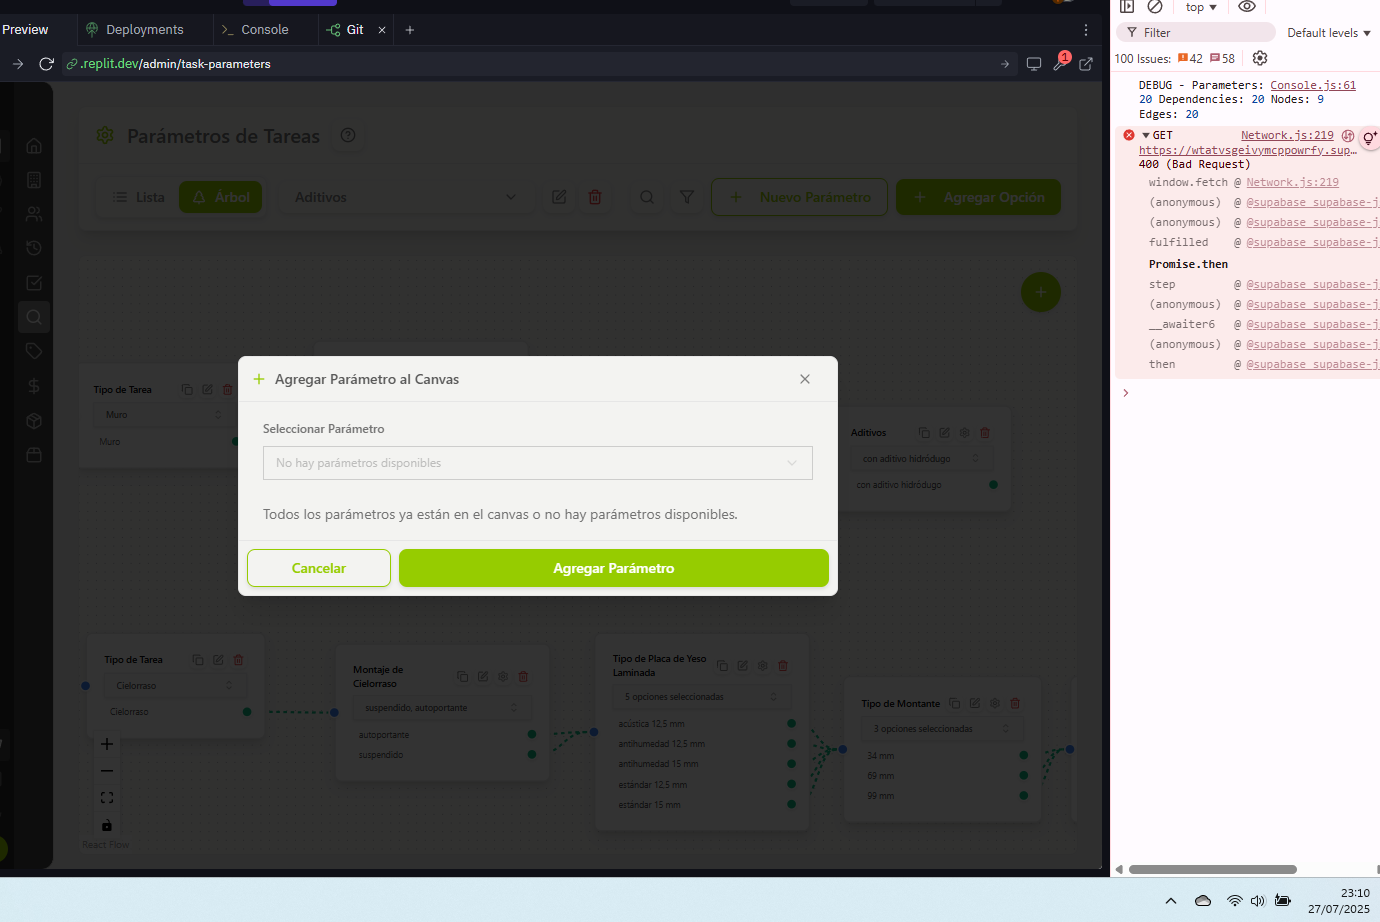 Preview
Deployments
Console
Git
.replit.dev/admin/task-parameters
1
Parámetros de Tareas
Lista
Árbol
Aditivos
Nuevo Parámetro
Agregar Opción
Tipo de Tarea
Muro
Muro
Agregar Parámetro al Canvas
Seleccionar Parámetro
No hay parámetros disponibles
Todos los parámetros ya están en el canvas o no hay parámetros disponibles.
Cancelar
Agregar Parámetro
Aditivos
con aditivo hidrófugo
con aditivo hidrófugo
Tipo de Tarea
Cielorraso
Cielorraso
Montaje de
Cielorraso
suspendido, autoportante
autoportante
suspendido
Tipo de Placa de Yeso
Laminada
5 opciones seleccionadas
acústica 12,5 mm
antihumedad 12.5 mm
antihumedad 15 mm
estándar 12.5 mm
estándar 15 mm
Tipo de Montante
3 opciones seleccionadas
34 mm
69 mm
99 mm
React Flow
top
Filter
Default levels
100 Issues: 42 58
DEBUG - Parameters: Console.js:61
20 Dependencies: 20 Nodes: 9
Edges: 20
GET Network.js:219
https://wtatvsgeivymcppowrfy.sup…
400 (Bad Request)
window.fetch @ Network.js:219
(anonymous) @ @supabase_supabase-j
(anonymous) @ @supabase_supabase-j
fulfilled @ @supabase_supabase-j
Promise.then
step @ @supabase_supabase-j
(anonymous) @ @supabase_supabase-j
__awaiter6 @ @supabase_supabase-j
(anonymous) @ @supabase_supabase-j
then @ @supabase_supabase-j
23:10
27/07/2025